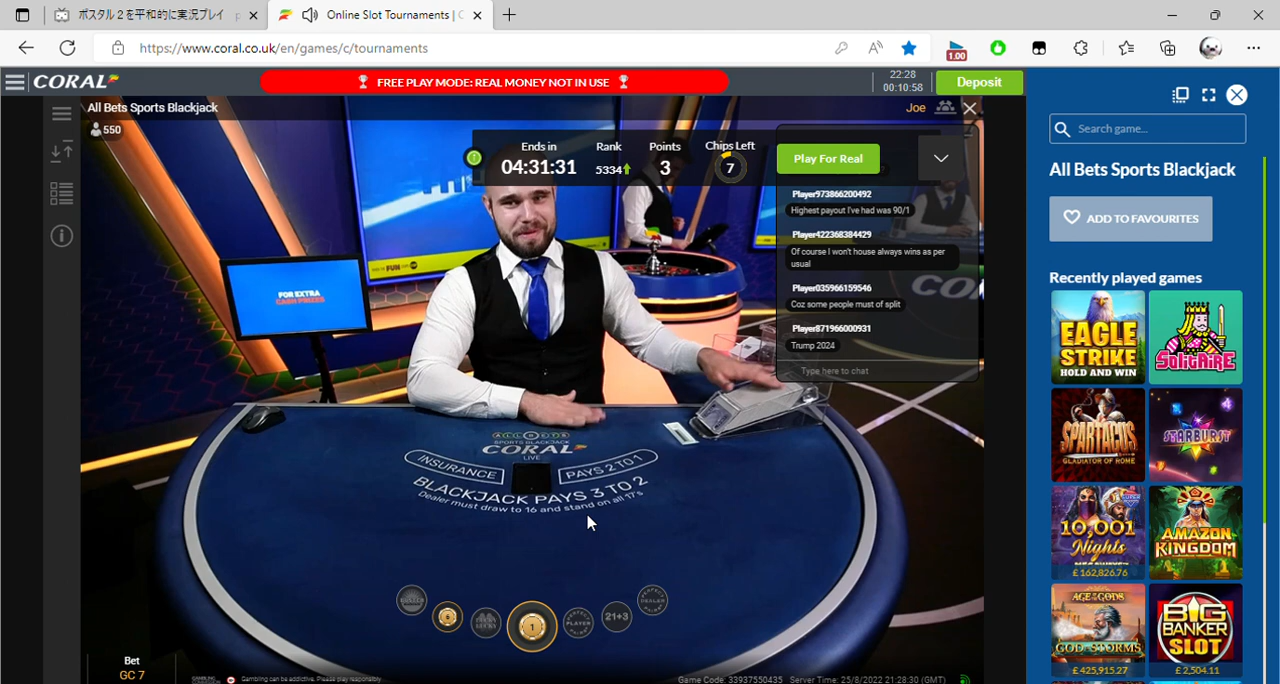 ポスタル２を平和的に実況プレイ
Online Slot Tournaments | C
https://www.coral.co.uk/en/games/c/tournaments
1.00
CORAL
FREE PLAY MODE: REAL MONEY NOT IN USE
22:28
00:10:58
Deposit
All Bets Sports Blackjack
Joe
550
Ends in
04:31:31
Rank
5334
Points
3
Chips Left
7
Play For Real
Player973866200492
Highest payout I've had was 90/1
Player422368384429
Of course I won't house always wins as per
usual
Player035966159546
Coz some people must of split
Player871966000931
Trump 2024
Type here to chat
FOR EXTRA
CASH PRIZES
ALL BETS
SPORTS BLACKJACK
CORAL
LIVE
INSURANCE
PAYS 2 TO 1
BLACKJACK PAYS 3 TO 2
Dealer must draw to 16 and stand on all 17's
1
21+3
Bet
GC 7
Gambling can be addictive. Please play responsibly
Game Code: 33937550435
Server Time: 25/8/2022 21:28:30 (GMT)
Search game...
All Bets Sports Blackjack
ADD TO FAVOURITES
Recently played games
EAGLE
STRIKE
HOLD AND WIN
SOLITAIRE
SPARTACUS
GLADIATOR OF ROME
STARBURST
10,001
Nights
MEGAWAYS
£162,826.76
AMAZON
KINGDOM
AGE OF THE GODS
GOD OF STORMS
£425,915.27
BIG
BANKER
SLOT
£2,504.11